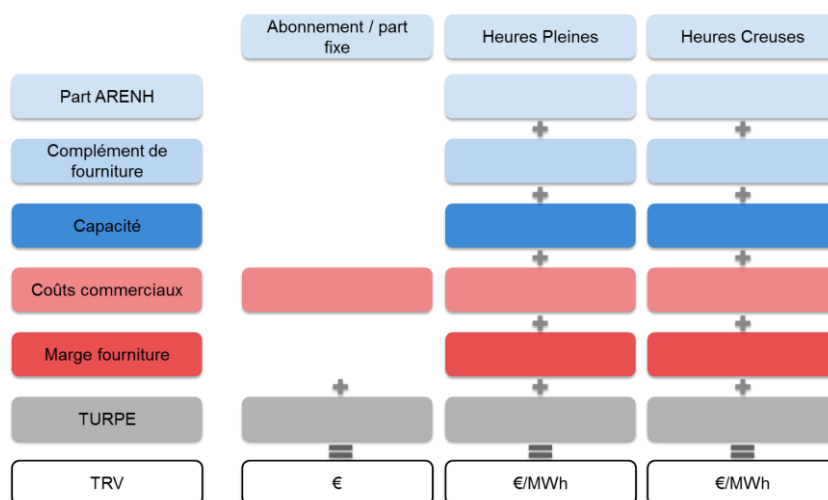 Abonnement / part
fixe
Heures Pleines
Heures Creuses
Part ARENH
+
+
Complément de
fourniture
+
+
Capacité
+
+
Coûts commerciaux
+
+
Marge fourniture
+
+
+
TURPE
=
=
=
TRV
€
€/MWh
€/MWh